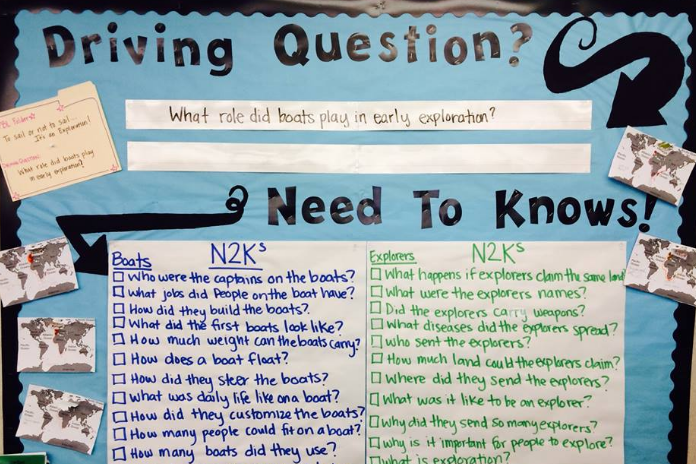 Driving Question?
What role did boats play in early exploration?
To sail or not to sail...
It's an Exploration!
What role did boats play
in early exploration?
Need To Knows!
Boats
N2Ks
Who were the captains on the boats?
What jobs did People on the boat have?
How did they build the boats?
What did the first boats look like?
How much weight can the boats carry?
How does a boat float?
How did they steer the boats?
What was daily life like on a boat?
How did they customize the boats?
How many people could fit on a boat?
How many boats did they use?
Explorers
N2Ks
What happens if explorers claim the same land
What were the explorers names?
Did the explorers carry weapons?
What diseases did the explorers spread?
who sent the explorers?
How much land could the explorers claim?
Where did they send the explorers?
What was it like to be an explorer?
Why did they send so many explorers?
why is it important for people to explore?
What is exploration?